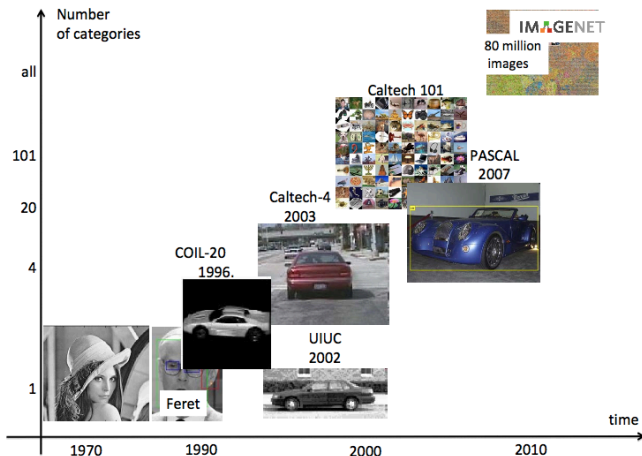 Number
of categories
IMAGENET
80 million
images
all
Caltech 101
101
PASCAL
2007
20
Caltech-4
2003
4
COIL-20
1996.
UIUC
2002
1
Feret
time
1970
1990
2000
2010